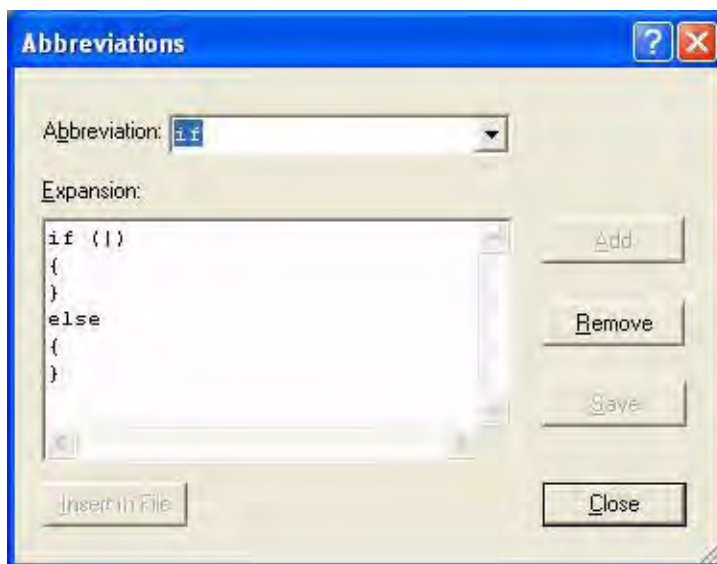 Abbreviations
Abbreviation: if
Expansion:
if (|)
{
}
else
{
}
Add
Remove
Save
Insert in File
Close